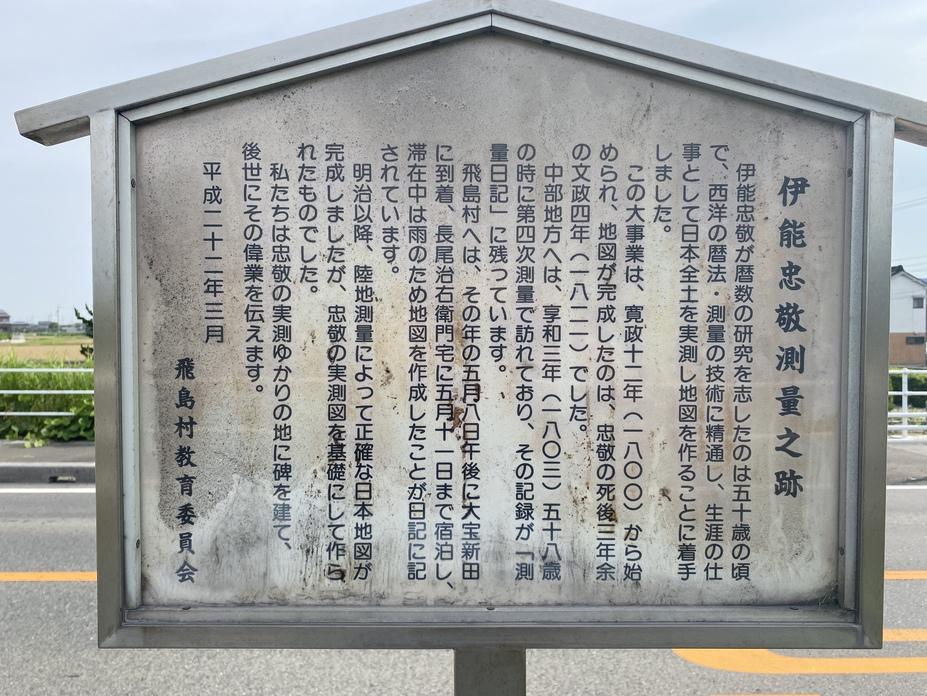 伊能忠敬測量之跡
伊能忠敬が暦数の研究を志したのは五十歳の頃
で、西洋の暦法・測量の技術に精通し、生涯の仕
事として日本全土を実測し地図を作ることに着手
しました。
この大事業は、寛政十二年（一八〇〇）から始
められ、地図が完成したのは、忠敬の死後三年余
の文政四年（一八二一）でした。
中部地方へは、享和三年（一八〇三）五十八歳
の時に第四次測量で訪れており、その記録が「測
量日記」に残っています。
飛島村へは、その年の五月八日午後に大宝新田
に到着、長尾治右衛門宅に五月十一日まで宿泊し、
滞在中は雨のため地図を作成したことが日記に記
されています。
明治以降、陸地測量によって正確な日本地図が
完成しましたが、忠敬の実測図を基礎にして作ら
れたものでした。
私たちは忠敬の実測ゆかりの地に碑を建て、
後世にその偉業を伝えます。
平成二十二年三月
飛島村教育委員会